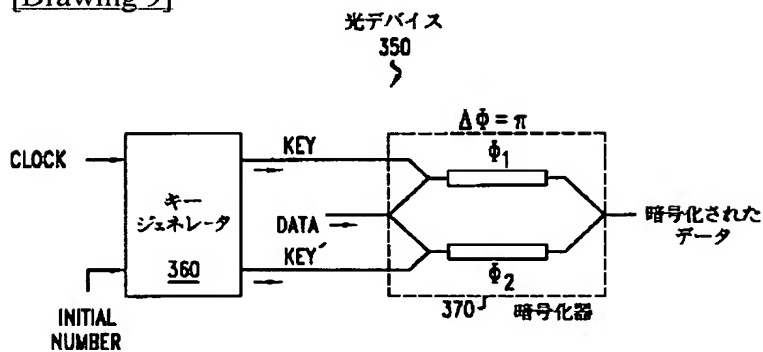 [Drawing 9]
光デバイス
350
ΔΦ = π
CLOCK
KEY
Φ1
キー
ジェネレータ
360
DATA
暗号化された
データ
KEY′
Φ2
370
暗号化器
INITIAL
NUMBER